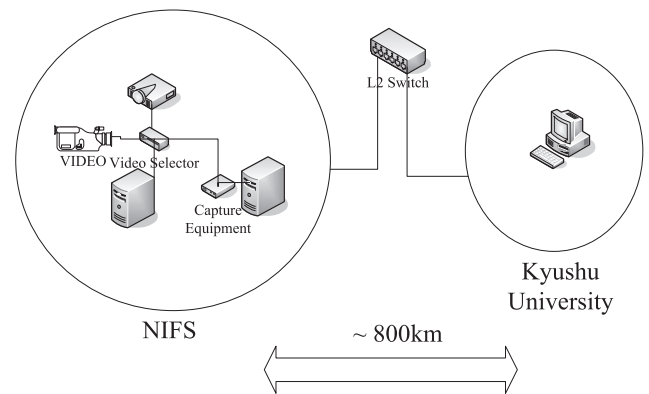 L2 Switch
VIDEO
Video Selector
Capture
Equipment
NIFS
Kyushu
University
~ 800km